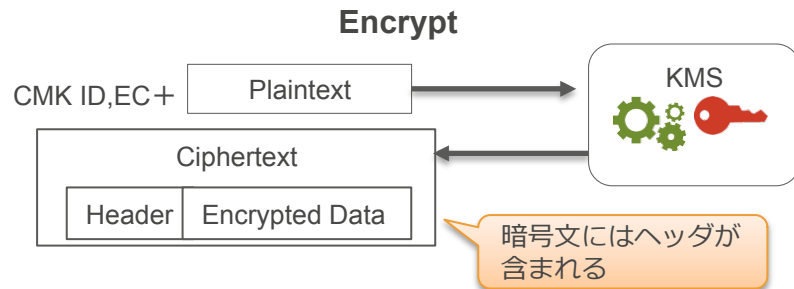 Encrypt
CMK ID,EC＋
Plaintext
KMS
Ciphertext
Header
Encrypted Data
暗号文にはヘッダが
含まれる